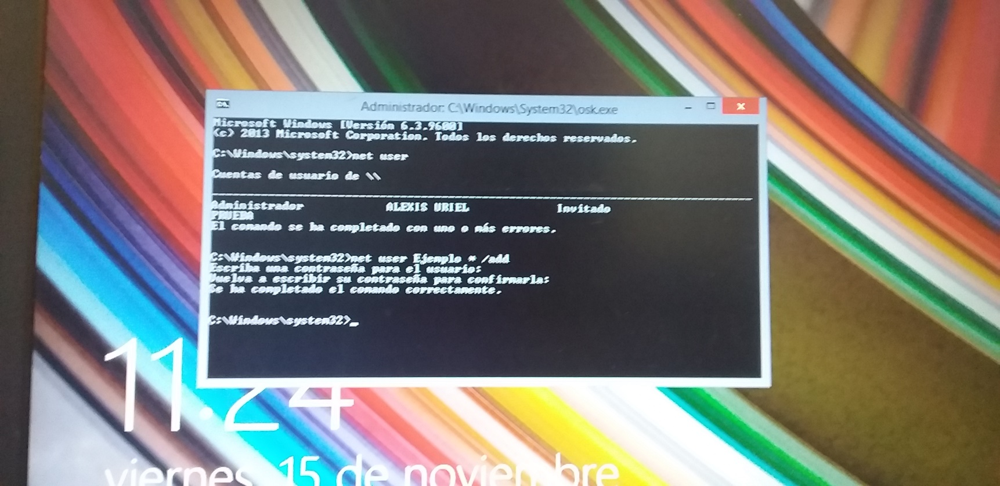 Administrador: C:\Windows\System32\osk.exe
Microsoft Windows [Versión 6.3.9600]
(c) 2013 Microsoft Corporation. Todos los derechos reservados.
C:\Windows\system32>net user
Cuentas de usuario de \\
Administrador ALEXIS URIEL Invitado
PRUEBA
El comando se ha completado con uno o más errores.
C:\Windows\system32>net user Ejemplo * /add
Escriba una contraseña para el usuario:
Vuelva a escribir su contraseña para confirmarla:
Se ha completado el comando correctamente.
C:\Windows\system32>_
11:24
viernes, 15 de noviembre